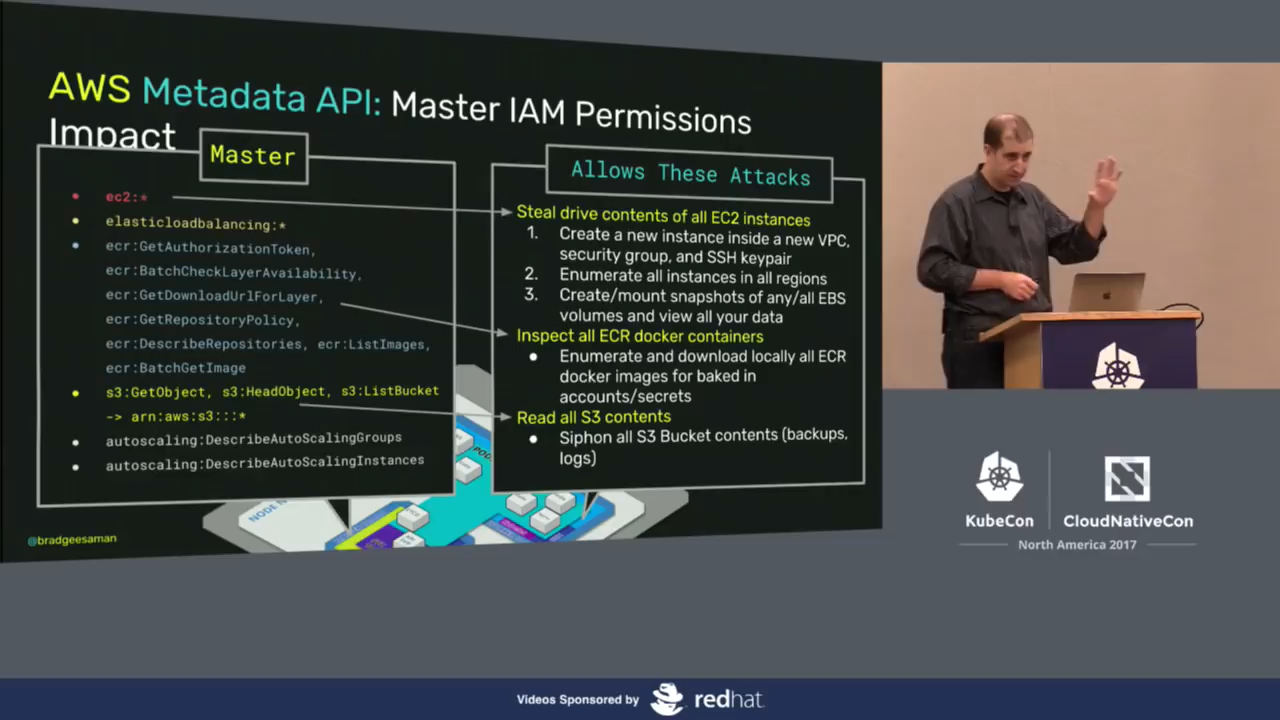 AWS Metadata API: Master IAM Permissions
Impact
Master
ec2:*
elasticloadbalancing:*
ecr:GetAuthorizationToken,
ecr:BatchCheckLayerAvailability,
ecr:GetDownloadUrlForLayer,
ecr:GetRepositoryPolicy,
ecr:DescribeRepositories, ecr:ListImages,
ecr:BatchGetImage
s3:GetObject, s3:HeadObject, s3:ListBucket
-> arn:aws:s3:::*
autoscaling:DescribeAutoScalingGroups
autoscaling:DescribeAutoScalingInstances
Allows These Attacks
Steal drive contents of all EC2 instances
1. Create a new instance inside a new VPC,
security group, and SSH keypair
2. Enumerate all instances in all regions
3. Create/mount snapshots of any/all EBS
volumes and view all your data
Inspect all ECR docker containers
Enumerate and download locally all ECR
docker images for baked in
accounts/secrets
Read all S3 contents
Siphon all S3 Bucket contents (backups,
logs)
NODE
@bradgeesaman
KubeCon
CloudNativeCon
North America 2017
Videos Sponsored by redhat.